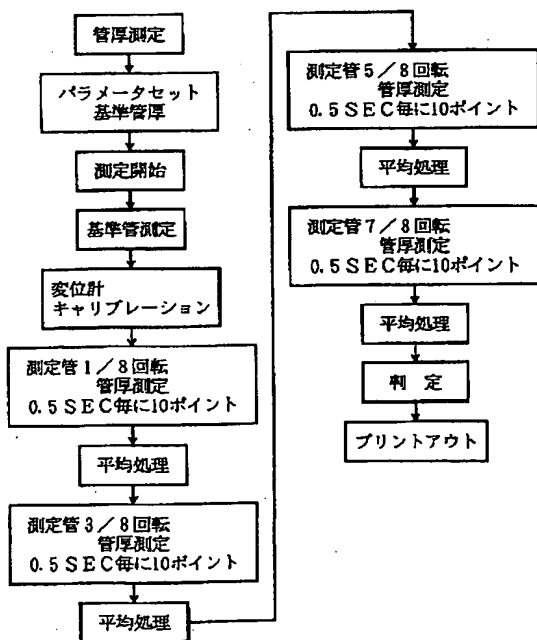 管厚測定
パラメータセット
基準管厚
測定開始
基準管測定
変位計
キャリブレーション
測定管1／8回転
管厚測定
0.5SEC毎に10ポイント
平均処理
測定管3／8回転
管厚測定
0.5SEC毎に10ポイント
平均処理
測定管5／8回転
管厚測定
0.5SEC毎に10ポイント
平均処理
測定管7／8回転
管厚測定
0.5SEC毎に10ポイント
平均処理
判　定
プリントアウト